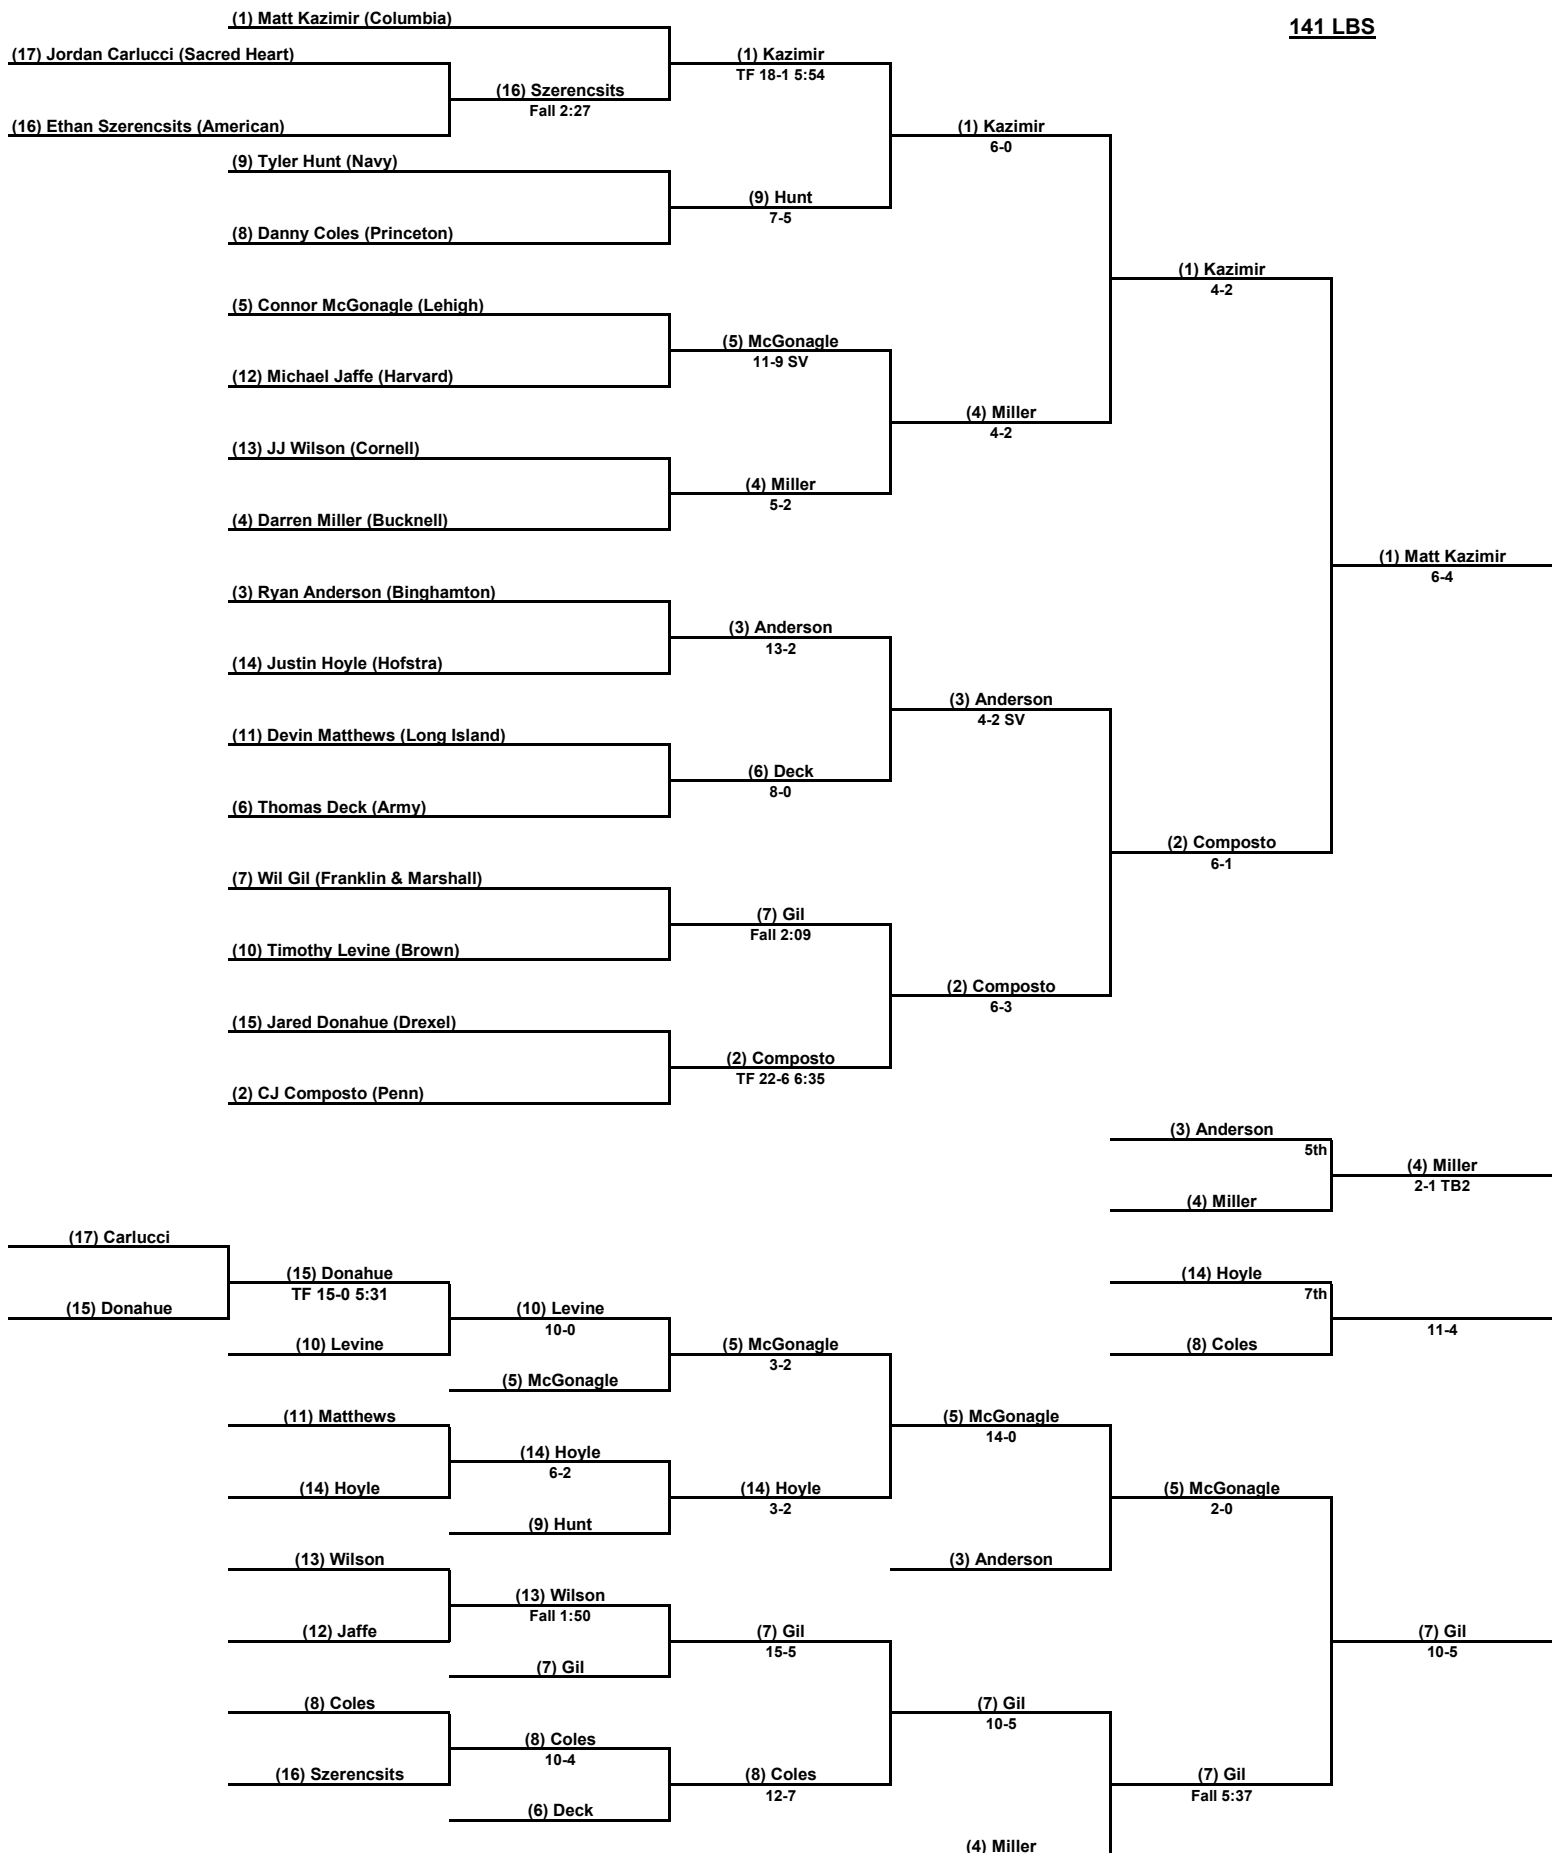 141 LBS
(1) Matt Kazimir (Columbia)
(17) Jordan Carlucci (Sacred Heart)
(1) Kazimir
TF 18-1 5:54
(16) Szerencsits
Fall 2:27
(16) Ethan Szerencsits (American)
(1) Kazimir
6-0
(9) Tyler Hunt (Navy)
(9) Hunt
7-5
(8) Danny Coles (Princeton)
(1) Kazimir
4-2
(5) Connor McGonagle (Lehigh)
(5) McGonagle
11-9 SV
(12) Michael Jaffe (Harvard)
(4) Miller
4-2
(13) JJ Wilson (Cornell)
(4) Miller
5-2
(4) Darren Miller (Bucknell)
(1) Matt Kazimir
6-4
(3) Ryan Anderson (Binghamton)
(3) Anderson
13-2
(14) Justin Hoyle (Hofstra)
(3) Anderson
4-2 SV
(11) Devin Matthews (Long Island)
(6) Deck
8-0
(6) Thomas Deck (Army)
(2) Composto
6-1
(7) Wil Gil (Franklin & Marshall)
(7) Gil
Fall 2:09
(10) Timothy Levine (Brown)
(2) Composto
6-3
(15) Jared Donahue (Drexel)
(2) Composto
TF 22-6 6:35
(2) CJ Composto (Penn)
(3) Anderson
5th
(4) Miller
2-1 TB2
(4) Miller
(17) Carlucci
(15) Donahue
TF 15-0 5:31
(14) Hoyle
7th
(15) Donahue
(10) Levine
10-0
11-4
(10) Levine
(5) McGonagle
3-2
(8) Coles
(5) McGonagle
(11) Matthews
(5) McGonagle
14-0
(14) Hoyle
6-2
(14) Hoyle
(14) Hoyle
3-2
(5) McGonagle
2-0
(9) Hunt
(13) Wilson
(3) Anderson
(13) Wilson
Fall 1:50
(12) Jaffe
(7) Gil
15-5
(7) Gil
10-5
(7) Gil
(8) Coles
(7) Gil
10-5
(8) Coles
10-4
(16) Szerencsits
(8) Coles
12-7
(7) Gil
Fall 5:37
(6) Deck
(4) Miller